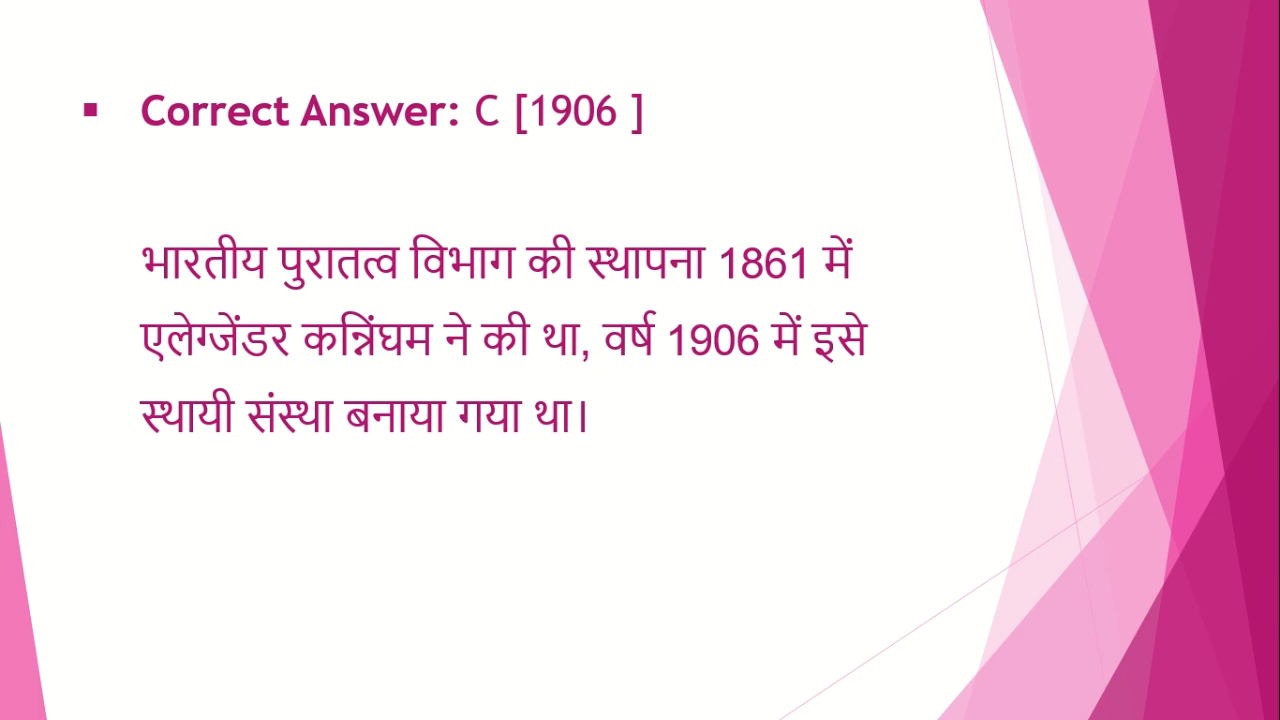 ▪ Correct Answer: C [1906 ]
भारतीय पुरातत्व विभाग की स्थापना 1861 में
एलेग्जेंडर कन्निंघम ने की था, वर्ष 1906 में इसे
स्थायी संस्था बनाया गया था।